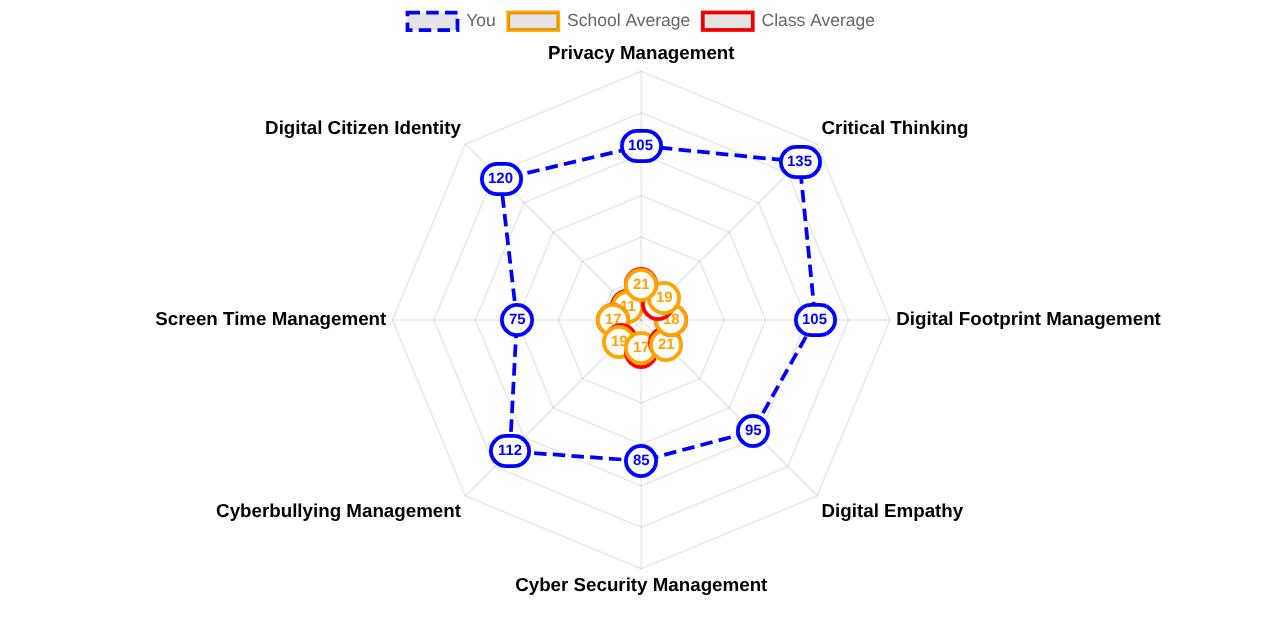 You School Average Class Average
Privacy Management
Digital Citizen Identity
Critical Thinking
105
135
120
21
19
11
Screen Time Management
75
17
18
105
Digital Footprint Management
19
17
21
95
112
85
Cyberbullying Management
Digital Empathy
Cyber Security Management